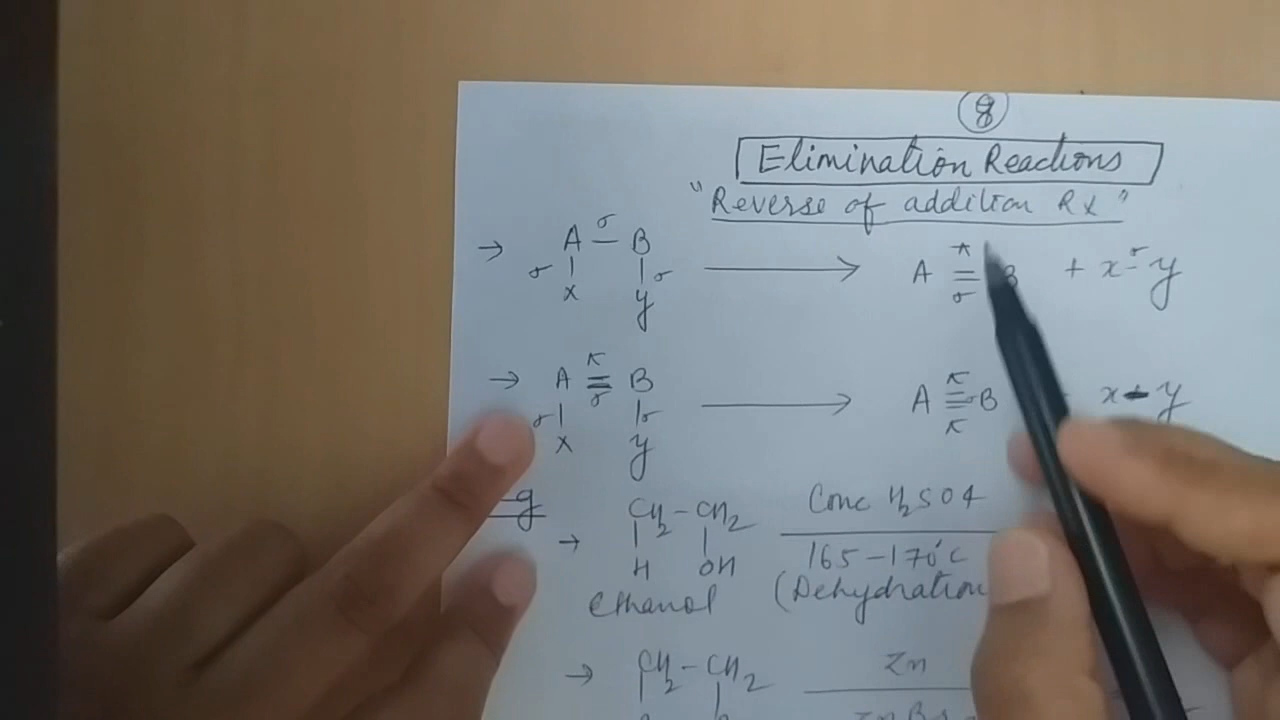 8
Elimination Reactions
"Reverse of addition Rx"
→ A σ— B → A π=σ B + x σ– y
σ | | σ
x y
→ A π=σ B → A π≡π B x – y
σ | | σ
x y
eg
→ CH2 – CH2 Conc H2SO4
| | 165–170°C
H OH (Dehydration
Ethanol
→ CH2 – CH2 Zn